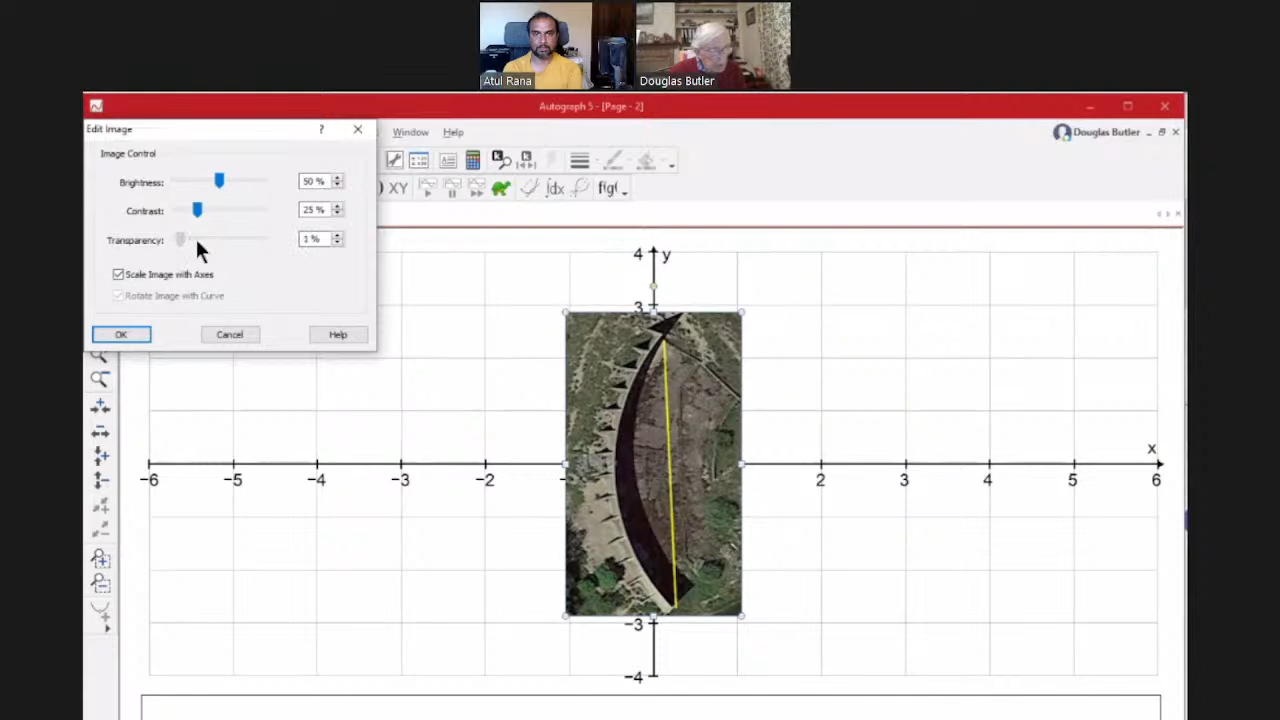 Atul Rana
Douglas Butler
Autograph 5 - [Page - 2]
Edit Image
?
Window Help
Douglas Butler
Image Control
Brightness: 50 %
Contrast: 25 %
Transparency: 1 %
XY
∫dx
f(g(
Scale Image with Axes
Rotate Image with Curve
OK Cancel Help
4 y
3
x
-6 -5 -4 -3 -2 2 3 4 5 6
-3
-4